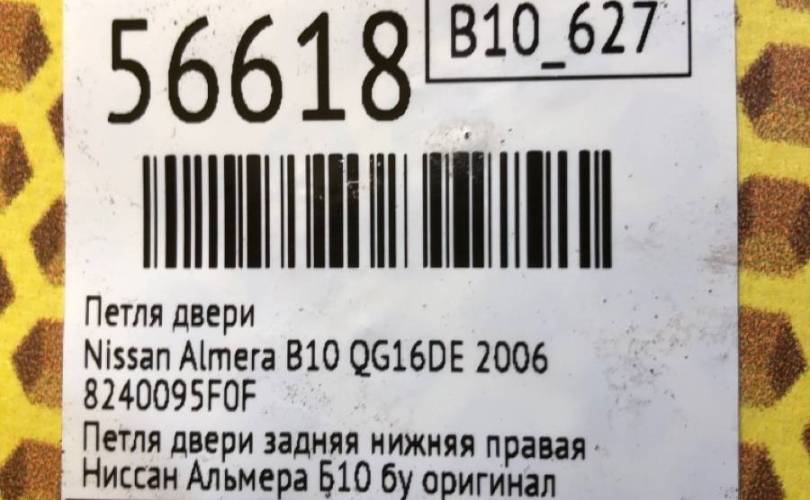 56618
B10_627
Петля двери
Nissan Almera B10 QG16DE 2006
8240095F0F
Петля двери задняя нижняя правая
Ниссан Альмера Б10 бу оригинал